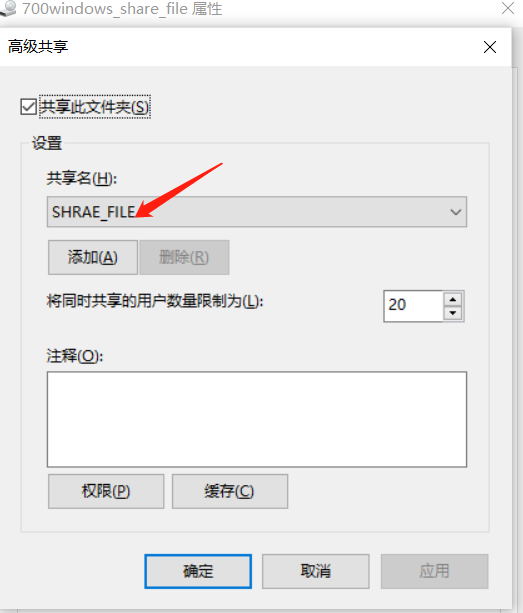 700windows_share_file 属性
高级共享
共享此文件夹(S)
设置
共享名(H):
SHRAE_FILE
添加(A) 删除(R)
将同时共享的用户数量限制为(L): 20
注释(O):
权限(P) 缓存(C)
确定 取消 应用